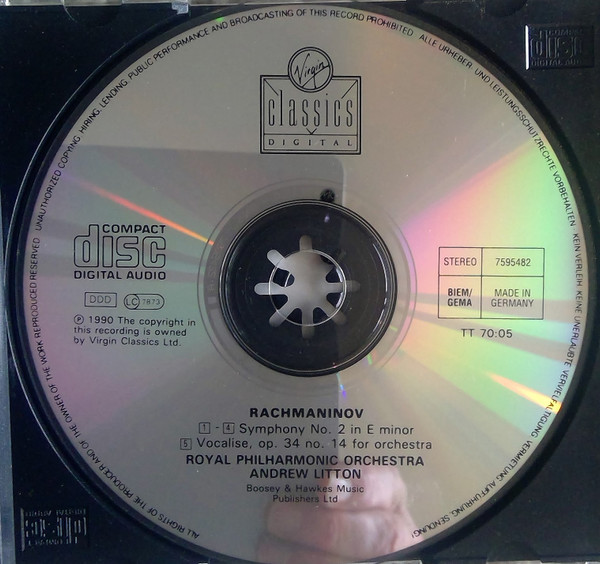 UNAUTHORIZED COPYING, HIRING, LENDING, PUBLIC PERFORMANCE AND BROADCASTING OF THIS RECORD PROHIBITED · ALLE URHEBER- UND LEISTUNGSSCHUTZRECHTE VORBEHALTEN · KEIN VERLEIH, KEINE UNERLAUBTE VERVIELFÄLTIGUNG, VERMIETUNG, AUFFÜHRUNG, SENDUNG!
ALL RIGHTS OF THE PRODUCER AND OF THE OWNER OF THE WORK REPRODUCED RESERVED
COMPACT
disc
DIGITAL AUDIO
Virgin
classics
DIGITAL
COMPACT
disc
DIGITAL AUDIO
DDD LC 7873
℗ 1990 The copyright in
this recording is owned
by Virgin Classics Ltd.
STEREO 7595482
BIEM/
GEMA
MADE IN
GERMANY
TT 70:05
RACHMANINOV
1 - 4 Symphony No. 2 in E minor
5 Vocalise, op. 34 no. 14 for orchestra
ROYAL PHILHARMONIC ORCHESTRA
ANDREW LITTON
Boosey & Hawkes Music
Publishers Ltd